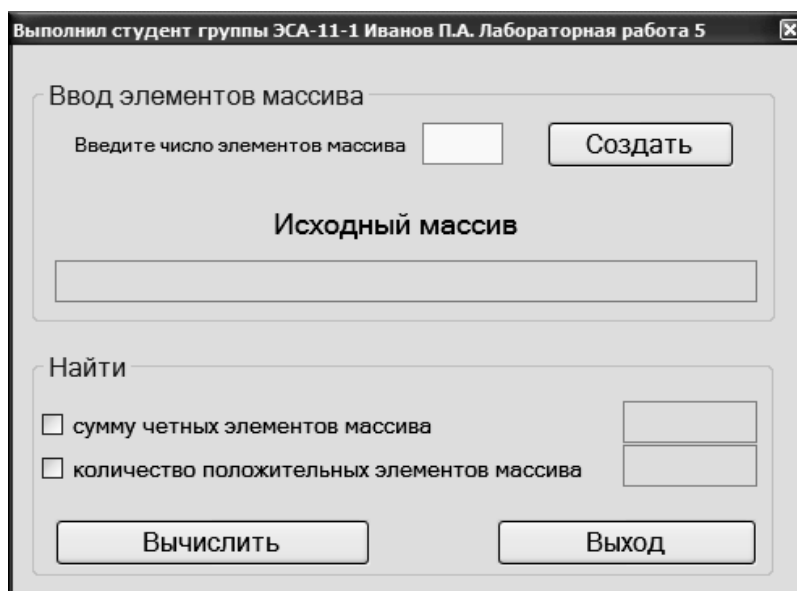 Выполнил студент группы ЭСА-11-1 Иванов П.А. Лабораторная работа 5
Ввод элементов массива
Введите число элементов массива
Создать
Исходный массив
Найти
сумму четных элементов массива
количество положительных элементов массива
Вычислить
Выход